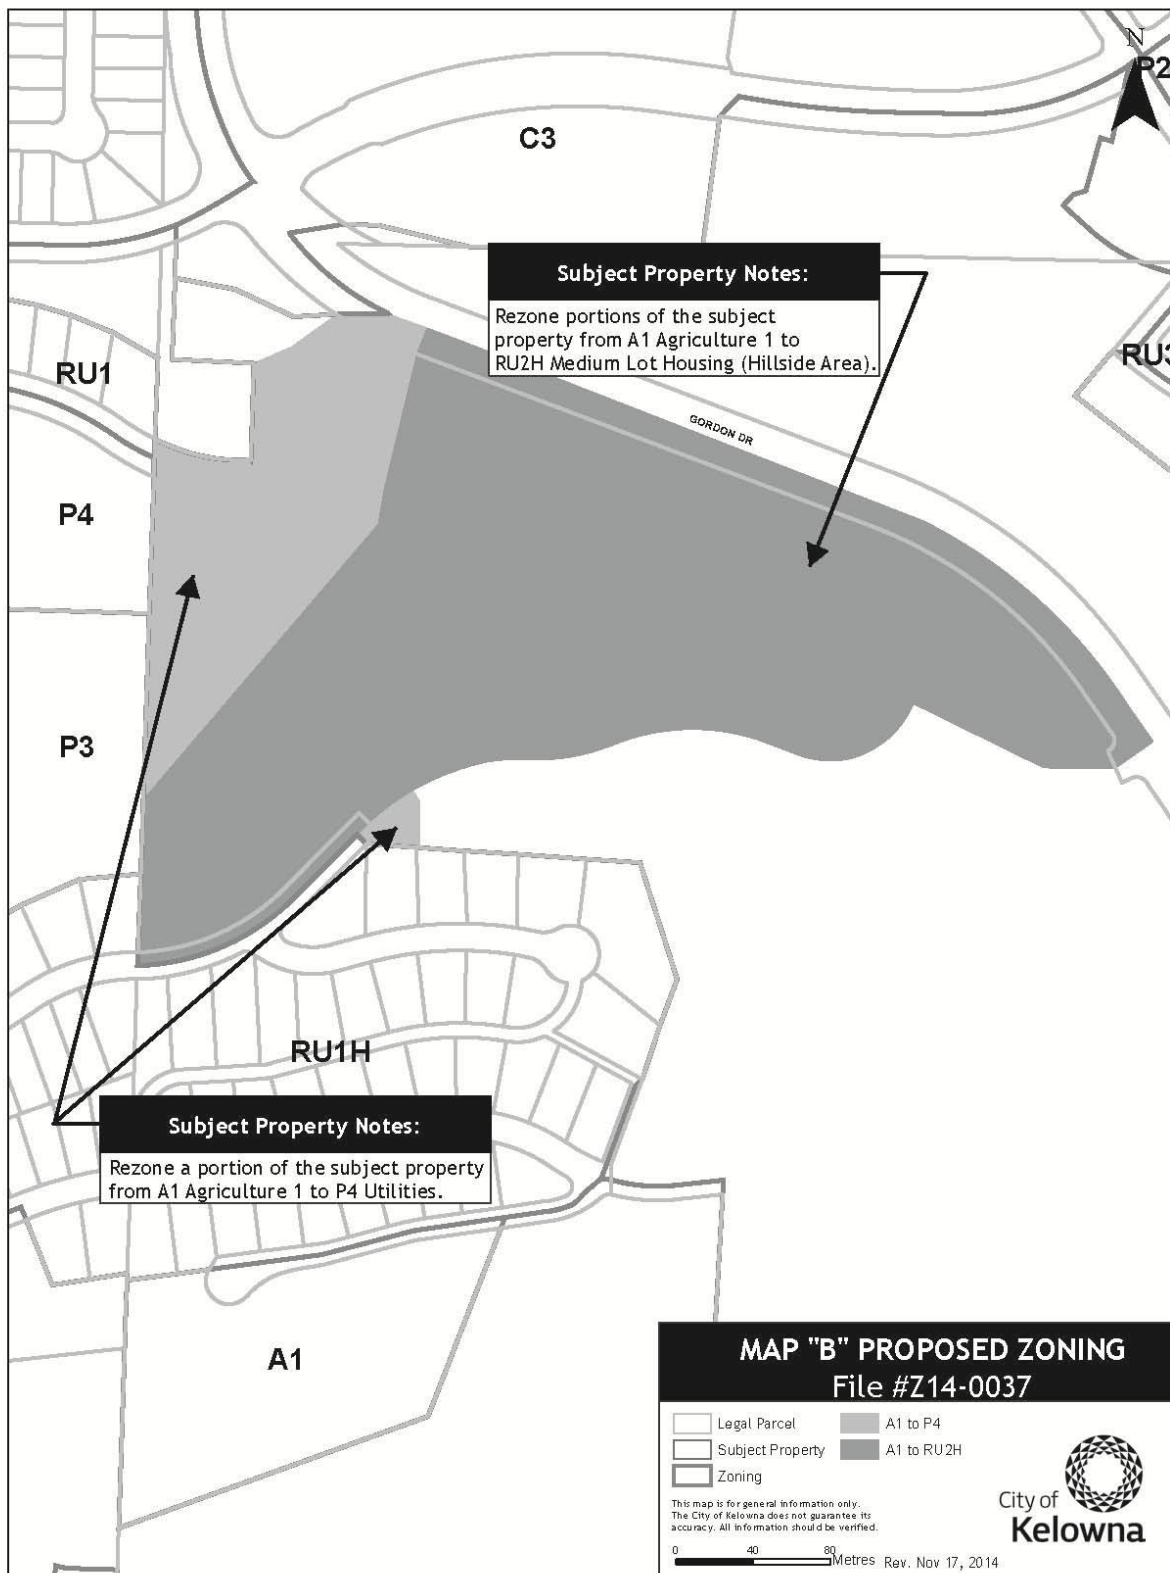 N
P2
C3
Subject Property Notes:
Rezone portions of the subject
property from A1 Agriculture 1 to
RU2H Medium Lot Housing (Hillside Area).
RU1
RU3
GORDON DR
P4
P3
RU1H
Subject Property Notes:
Rezone a portion of the subject property
from A1 Agriculture 1 to P4 Utilities.
A1
MAP "B" PROPOSED ZONING
File #Z14-0037
Legal Parcel
Subject Property
Zoning
A1 to P4
A1 to RU2H
This map is for general information only.
The City of Kelowna does not guarantee its
accuracy. All information should be verified.
0 40 80
Metres
Rev. Nov 17, 2014
City of
Kelowna